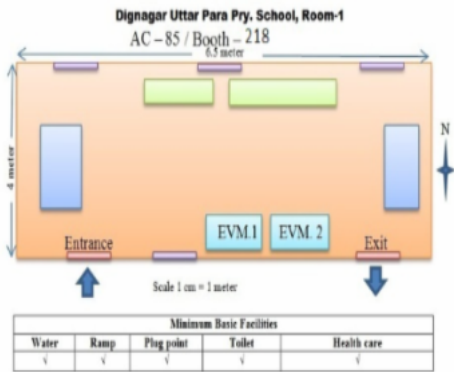 Dignagar Uttar Para Pry. School, Room-1
AC – 85 / Booth – 218
6.5 meter
4 meter
N
EVM.1
EVM. 2
Entrance
Exit
Scale 1 cm = 1 meter
Minimum Basic Facilities
Water Ramp Plug point Toilet Health care
√ √ √ √ √